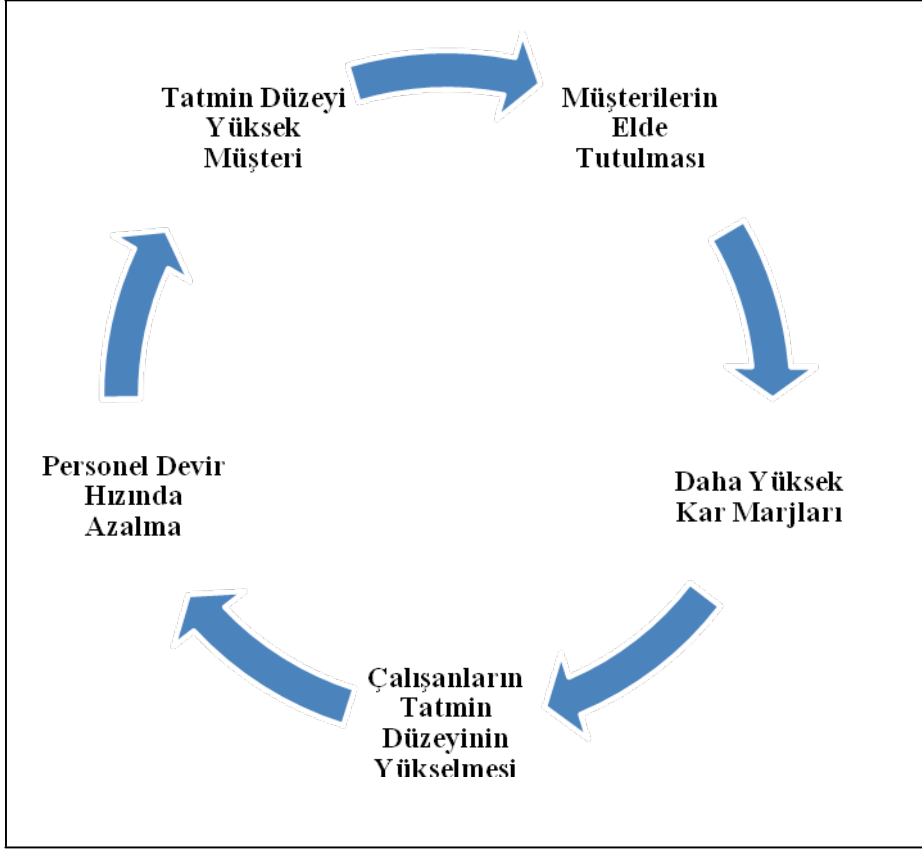 Tatmin Düzeyi
Yüksek
Müşteri
Müşterilerin
Elde
Tutulması
Daha Yüksek
Kar Marjları
Çalışanların
Tatmin
Düzeyinin
Yükselmesi
Personel Devir
Hızında
Azalma